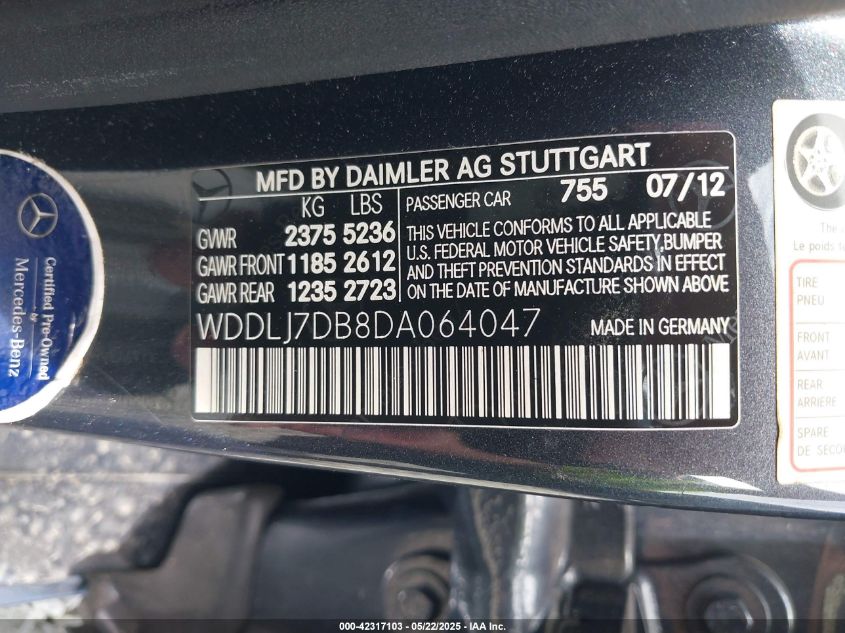 MFD BY DAIMLER AG STUTTGART
KG LBS
GVWR 2375 5236
GAWR FRONT 1185 2612
GAWR REAR 1235 2723
PASSENGER CAR 755 07/12
THIS VEHICLE CONFORMS TO ALL APPLICABLE
U.S. FEDERAL MOTOR VEHICLE SAFETY,BUMPER
AND THEFT PREVENTION STANDARDS IN EFFECT
ON THE DATE OF MANUFACTURE SHOWN ABOVE
WDDLJ7DB8DA064047
MADE IN GERMANY
Certified Pre-Owned
by
Mercedes-Benz
The
Le poids
TIRE
PNEU
FRONT
AVANT
REAR
ARRIERE
SPARE
DE
000-42317103 - 05/22/2025 - IAA Inc.